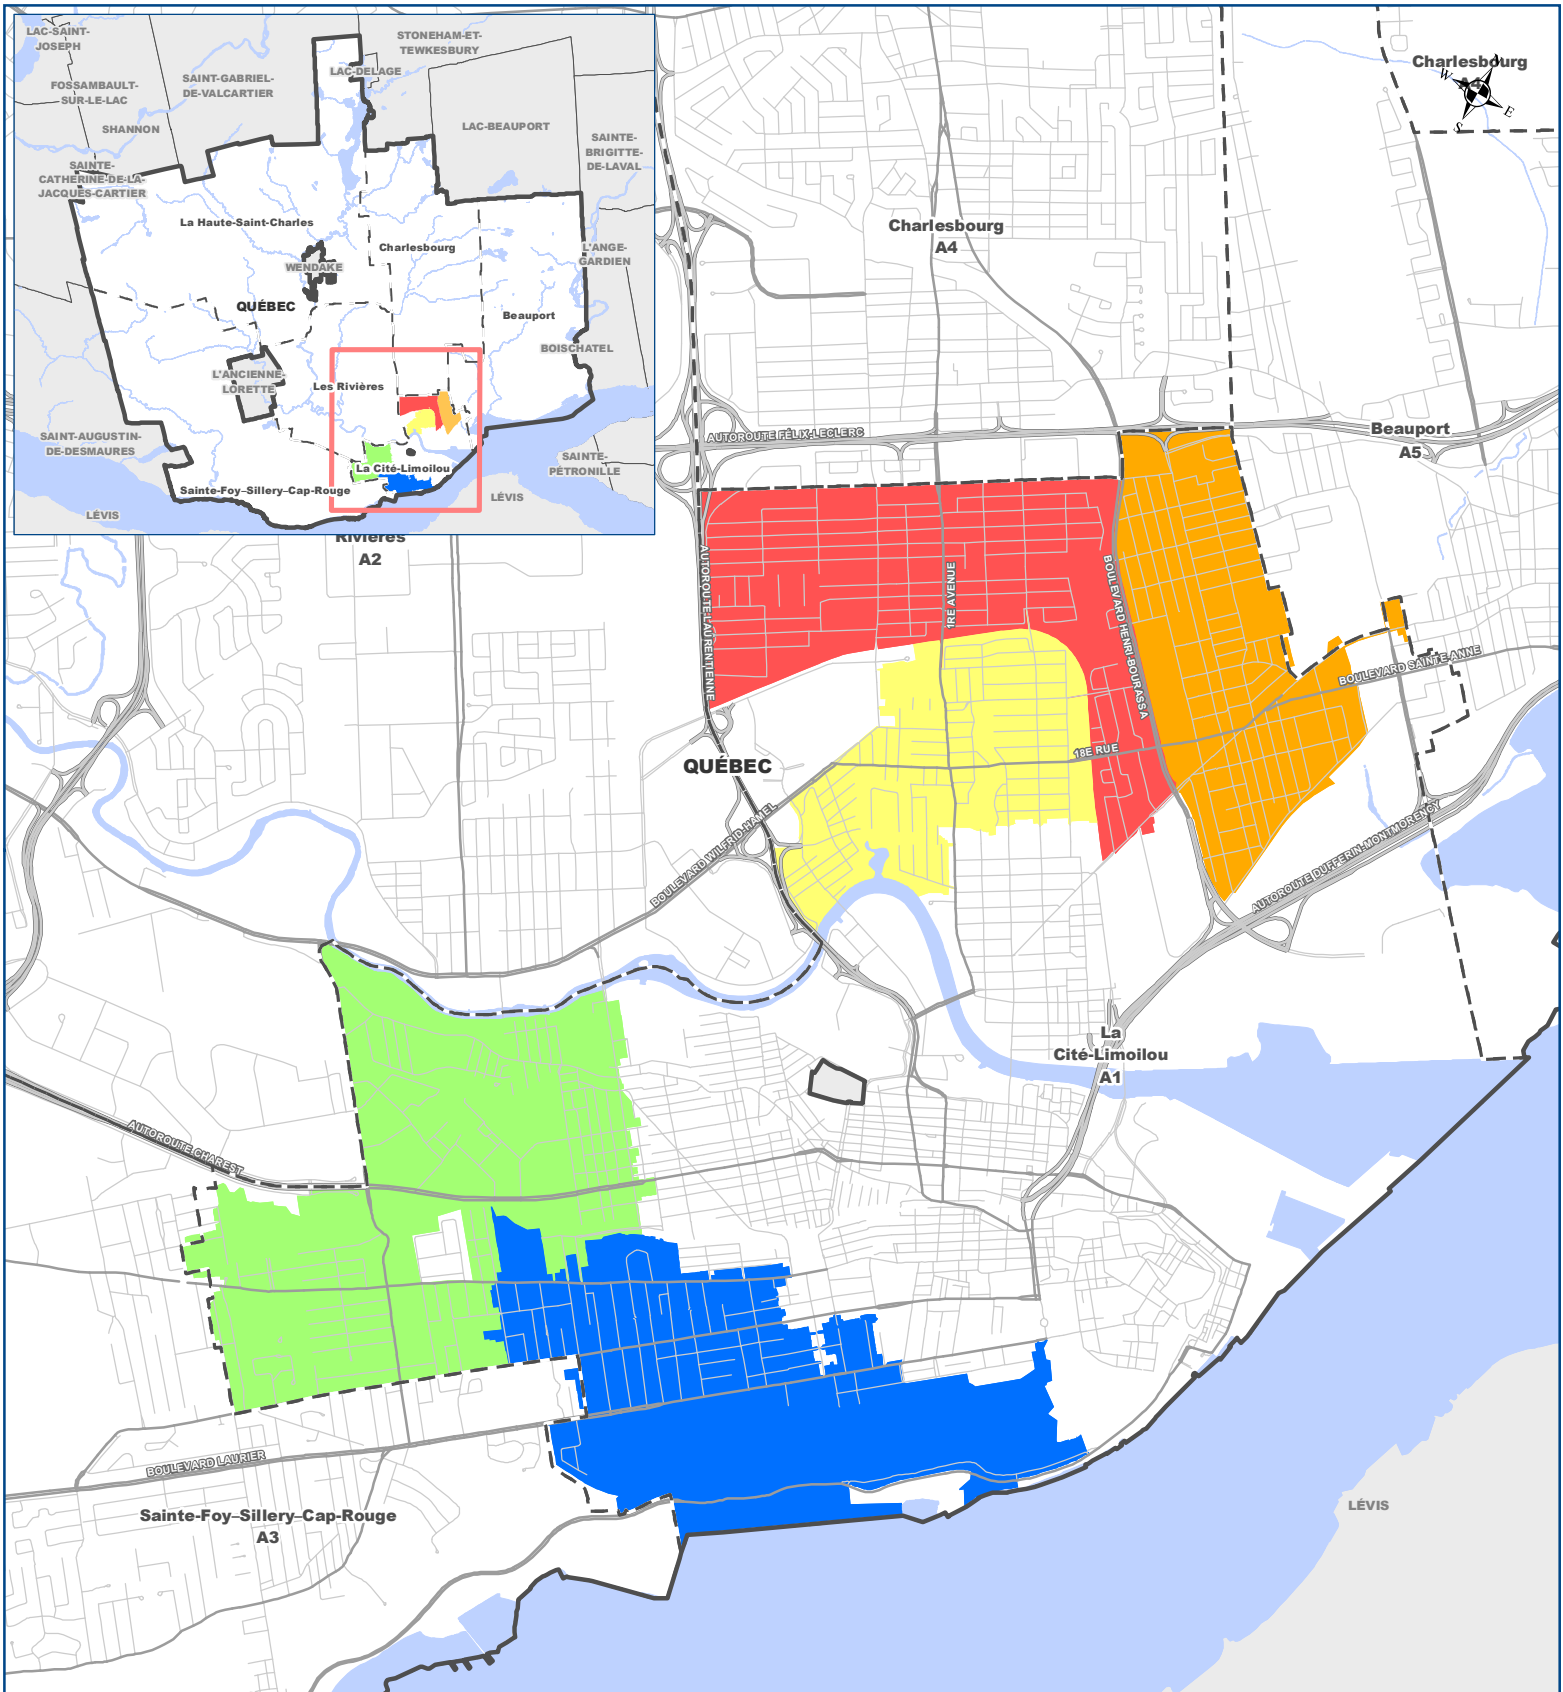 LAC-SAINT-
JOSEPH
STONEHAM-ET-
TEWKESBURY
SAINT-GABRIEL-
DE-VALCARTIER
LAC-DELAGE
FOSSAMBAULT-
SUR-LE-LAC
SHANNON
LAC-BEAUPORT
SAINTE-
BRIGITTE-
DE-LAVAL
SAINTE-
CATHERINE-DE-LA-
JACQUES-CARTIER
La Haute-Saint-Charles
Charlesbourg
L'ANGE-
GARDIEN
WENDAKE
QUÉBEC
Beauport
BOISCHATEL
L'ANCIENNE-
LORETTE
Les Rivières
SAINT-AUGUSTIN-
DE-DESMAURES
La Cité-Limoilou
SAINTE-
PÉTRONILLE
Sainte-Foy–Sillery–Cap-Rouge
LÉVIS
LÉVIS
Charlesbourg
A4
W
E
S
Charlesbourg
A4
AUTOROUTE FÉLIX-LECLERC
Beauport
A5
Rivières
A2
AUTOROUTE LAURENTIENNE
1RE AVENUE
BOULEVARD HENRI-BOURASSA
BOULEVARD SAINTE-ANNE
18E RUE
QUÉBEC
BOULEVARD WILFRID-HAMEL
AUTOROUTE DUFFERIN-MONTMORENCY
La
Cité-Limoilou
A1
AUTOROUTE CHAREST
BOULEVARD LAURIER
Sainte-Foy–Sillery–Cap-Rouge
A3
LÉVIS